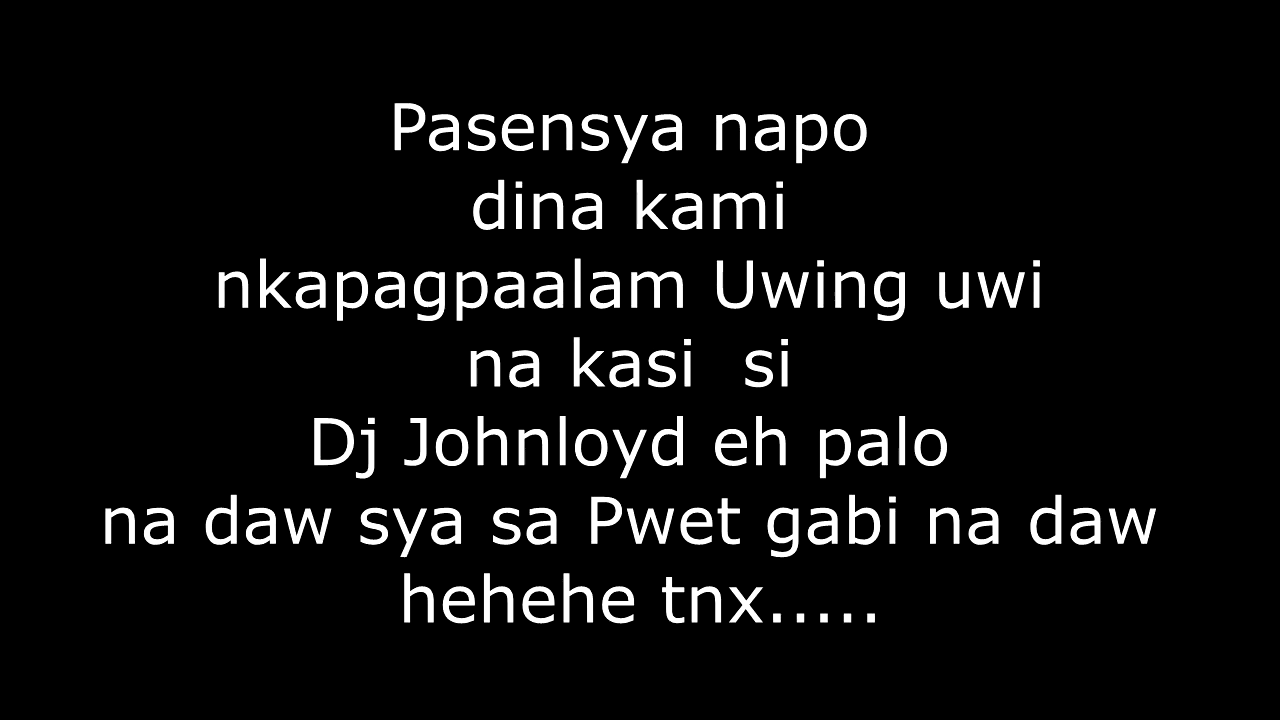 Pasensya napo
dina kami
nkapagpaalam Uwing uwi
na kasi  si
Dj Johnloyd eh palo
na daw sya sa Pwet gabi na daw
hehehe tnx.....